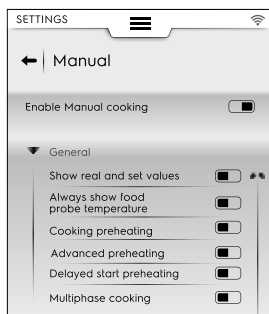 SETTINGS
Manual
Enable Manual cooking
General
Show real and set values
Always show food
probe temperature
Cooking preheating
Advanced preheating
Delayed start preheating
Multiphase cooking